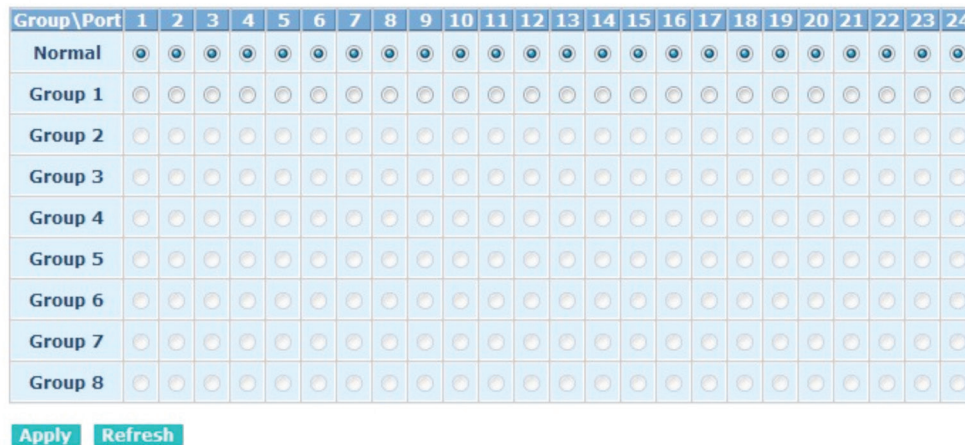 Group\Port 1 2 3 4 5 6 7 8 9 10 11 12 13 14 15 16 17 18 19 20 21 22 23 24
Normal
Group 1
Group 2
Group 3
Group 4
Group 5
Group 6
Group 7
Group 8
Apply Refresh